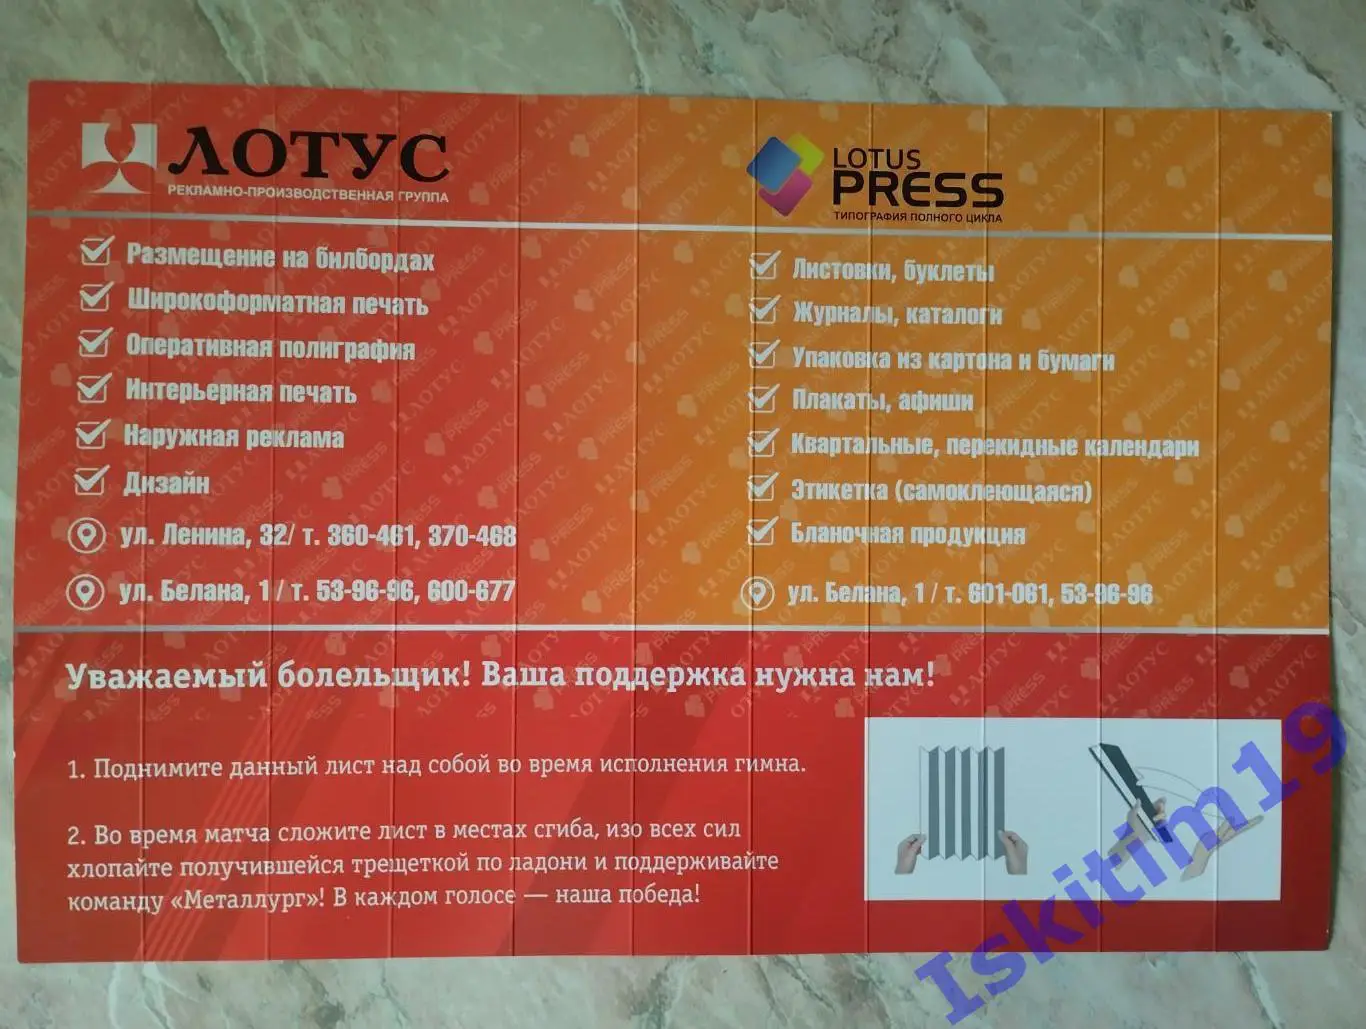 ЛОТУС
РЕКЛАМНО-ПРОИЗВОДСТВЕННАЯ ГРУППА
Размещение на билбордах
Широкоформатная печать
Оперативная полиграфия
Интерьерная печать
Наружная реклама
Дизайн
ул. Ленина, 32/ т. 360-461, 370-468
ул. Белана, 1 / т. 53-96-96, 600-677
LOTUS
PRESS
ТИПОГРАФИЯ ПОЛНОГО ЦИКЛА
Листовки, буклеты
Журналы, каталоги
Упаковка из картона и бумаги
Плакаты, афиши
Квартальные, перекидные календари
Этикетка (самоклеющаяся)
Бланочная продукция
ул. Белана, 1 / т. 601-061, 53-96-96
Уважаемый болельщик! Ваша поддержка нужна нам!
1. Поднимите данный лист над собой во время исполнения гимна.
2. Во время матча сложите лист в местах сгиба, изо всех сил
хлопайте получившейся трещеткой по ладони и поддерживайте
команду «Металлург»! В каждом голосе — наша победа!
Iskitim19